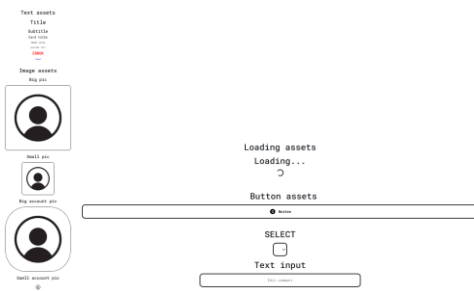 Text assets
Title
Subtitle
Card title
ERROR
Image assets
Big pic
Small pic
Big account pic
Small account pic
Loading assets
Loading...
Button assets
Button
SELECT
Text input